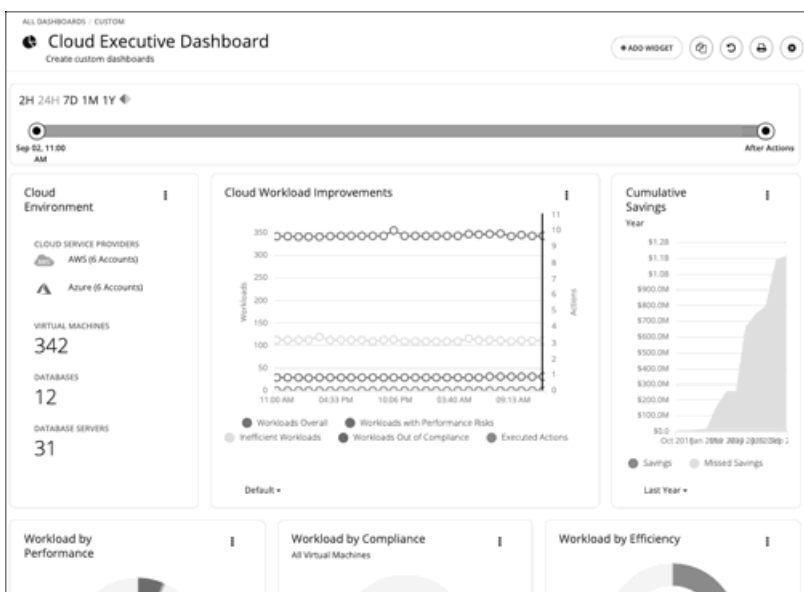 ALL DASHBOARDS / CUSTOM
Cloud Executive Dashboard
Create custom dashboards
+ ADD WIDGET
2H 24H 7D 1M 1Y
Sep 02, 11:00
AM
After Actions
Cloud
Environment
CLOUD SERVICE PROVIDERS
AWS (6 Accounts)
Azure (6 Accounts)
VIRTUAL MACHINES
342
DATABASES
12
DATABASE SERVERS
31
Cloud Workload Improvements
350
300
250
200
150
100
50
0
Workloads
11
10
9
8
7
6
5
4
3
2
1
0
Actions
11:00 AM 04:33 PM 10:06 PM 03:40 AM 09:13 AM
Workloads Overall Workloads with Performance Risks
Inefficient Workloads Workloads Out of Compliance Executed Actions
Default
Cumulative
Savings
Year
$1.2B
$1.1B
$1.0B
$900.0M
$800.0M
$700.0M
$600.0M
$500.0M
$400.0M
$300.0M
$200.0M
$100.0M
$0.0
Oct
Savings Missed Savings
Last Year
Workload by
Performance
Workload by Compliance
All Virtual Machines
Workload by Efficiency